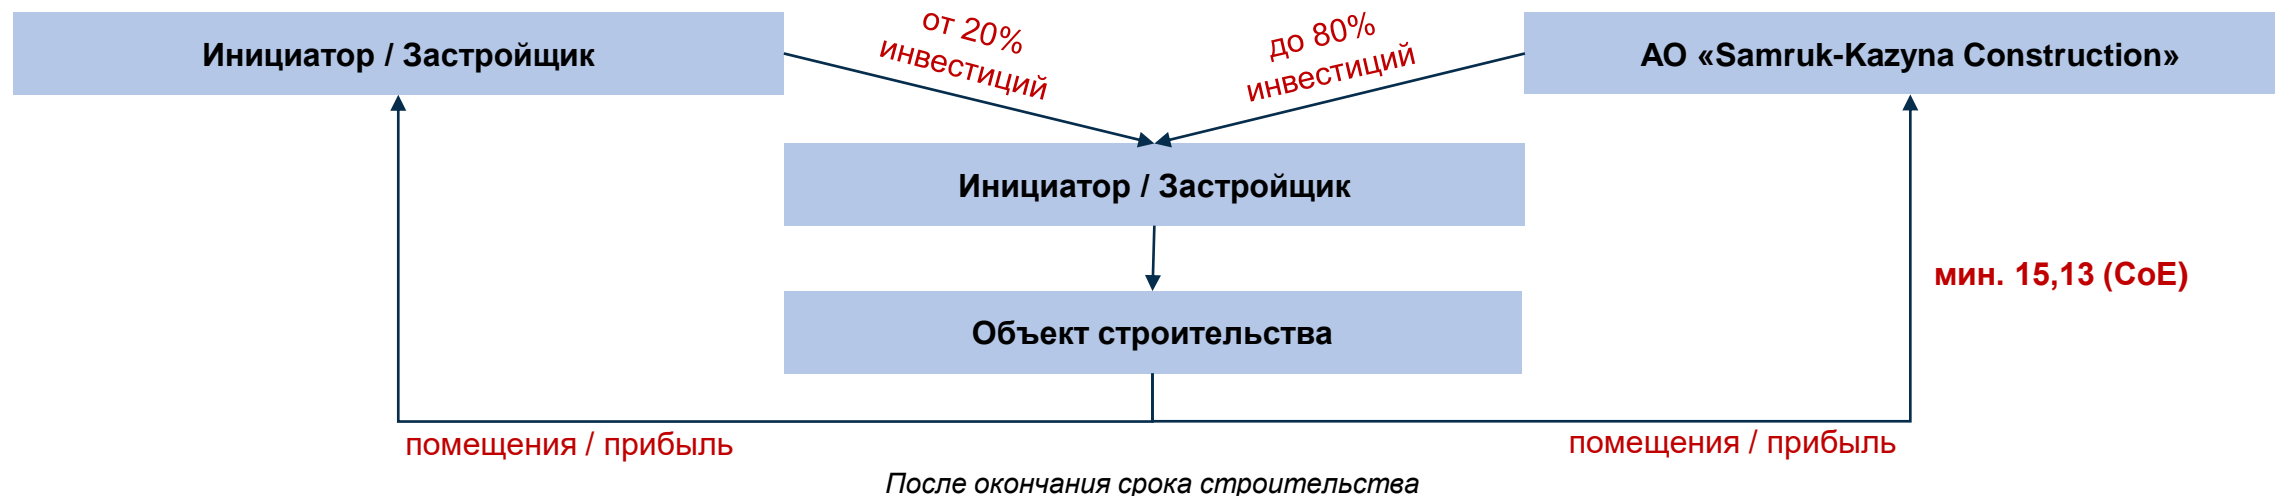 Инициатор / Застройщик
от 20%
инвестиций
до 80%
инвестиций
АО «Samruk-Kazyna Construction»
Инициатор / Застройщик
мин. 15,13 (CoE)
Объект строительства
помещения / прибыль
помещения / прибыль
После окончания срока строительства